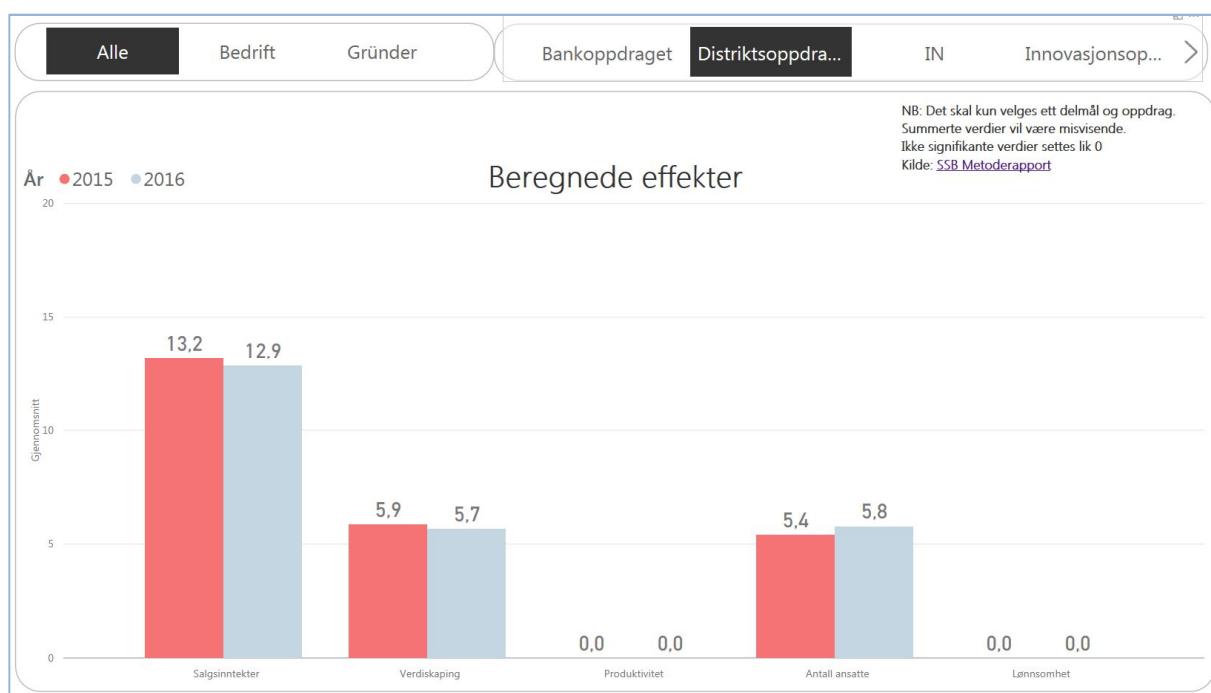 Alle Bedrift Gründer Bankoppdraget Distriktsoppdra... IN Innovasjonsop...
NB: Det skal kun velges ett delmål og oppdrag.
Summerte verdier vil være misvisende.
Ikke signifikante verdier settes lik 0
Kilde: SSB Metoderapport
Beregnede effekter
År 2015 2016
20
15
10
5
0
Gjennomsnitt
13,2 12,9
5,9 5,7
0,0 0,0
5,4 5,8
0,0 0,0
Salgsinntekter Verdiskaping Produktivitet Antall ansatte Lønnsomhet